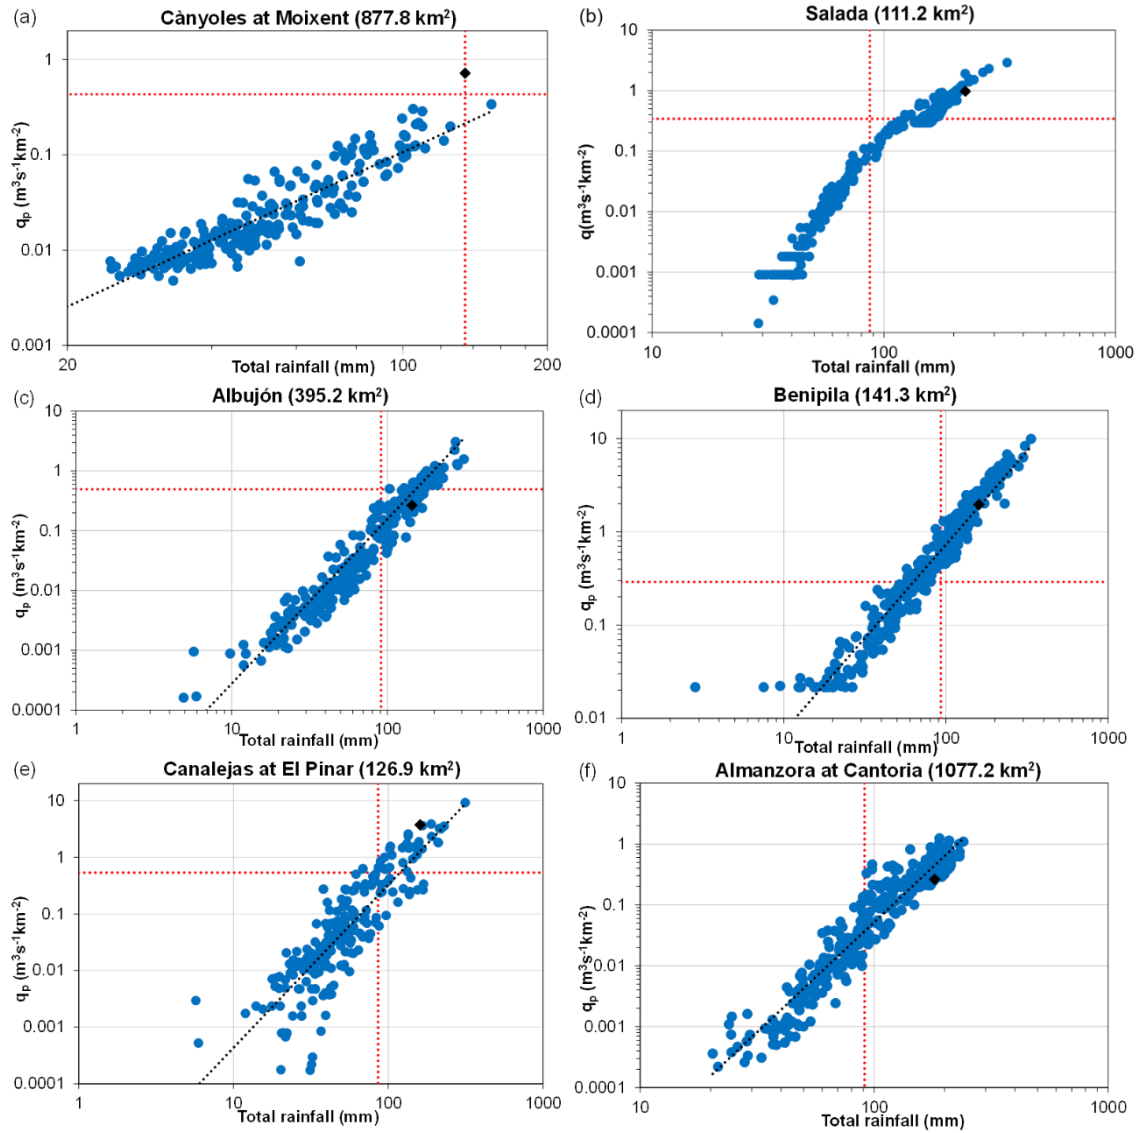 (a)
Cànyoles at Moixent (877.8 km²)
1
0.1
0.01
0.001
20
100
200
qp (m³s⁻¹km⁻²)
Total rainfall (mm)
(b)
Salada (111.2 km²)
10
1
0.1
0.01
0.001
0.0001
10
100
1000
q(m³s⁻¹km⁻²)
Total rainfall (mm)
(c)
Albujón (395.2 km²)
10
1
0.1
0.01
0.001
0.0001
1
10
100
1000
qp (m³s⁻¹km⁻²)
Total rainfall (mm)
(d)
Benipila (141.3 km²)
10
1
0.1
0.01
1
10
100
1000
qp (m³s⁻¹km⁻²)
Total rainfall (mm)
(e)
Canalejas at El Pinar (126.9 km²)
10
1
0.1
0.01
0.001
0.0001
1
10
100
1000
qp (m³s⁻¹km⁻²)
Total rainfall (mm)
(f)
Almanzora at Cantoria (1077.2 km²)
10
1
0.1
0.01
0.001
0.0001
10
100
1000
qp (m³s⁻¹km⁻²)
Total rainfall (mm)